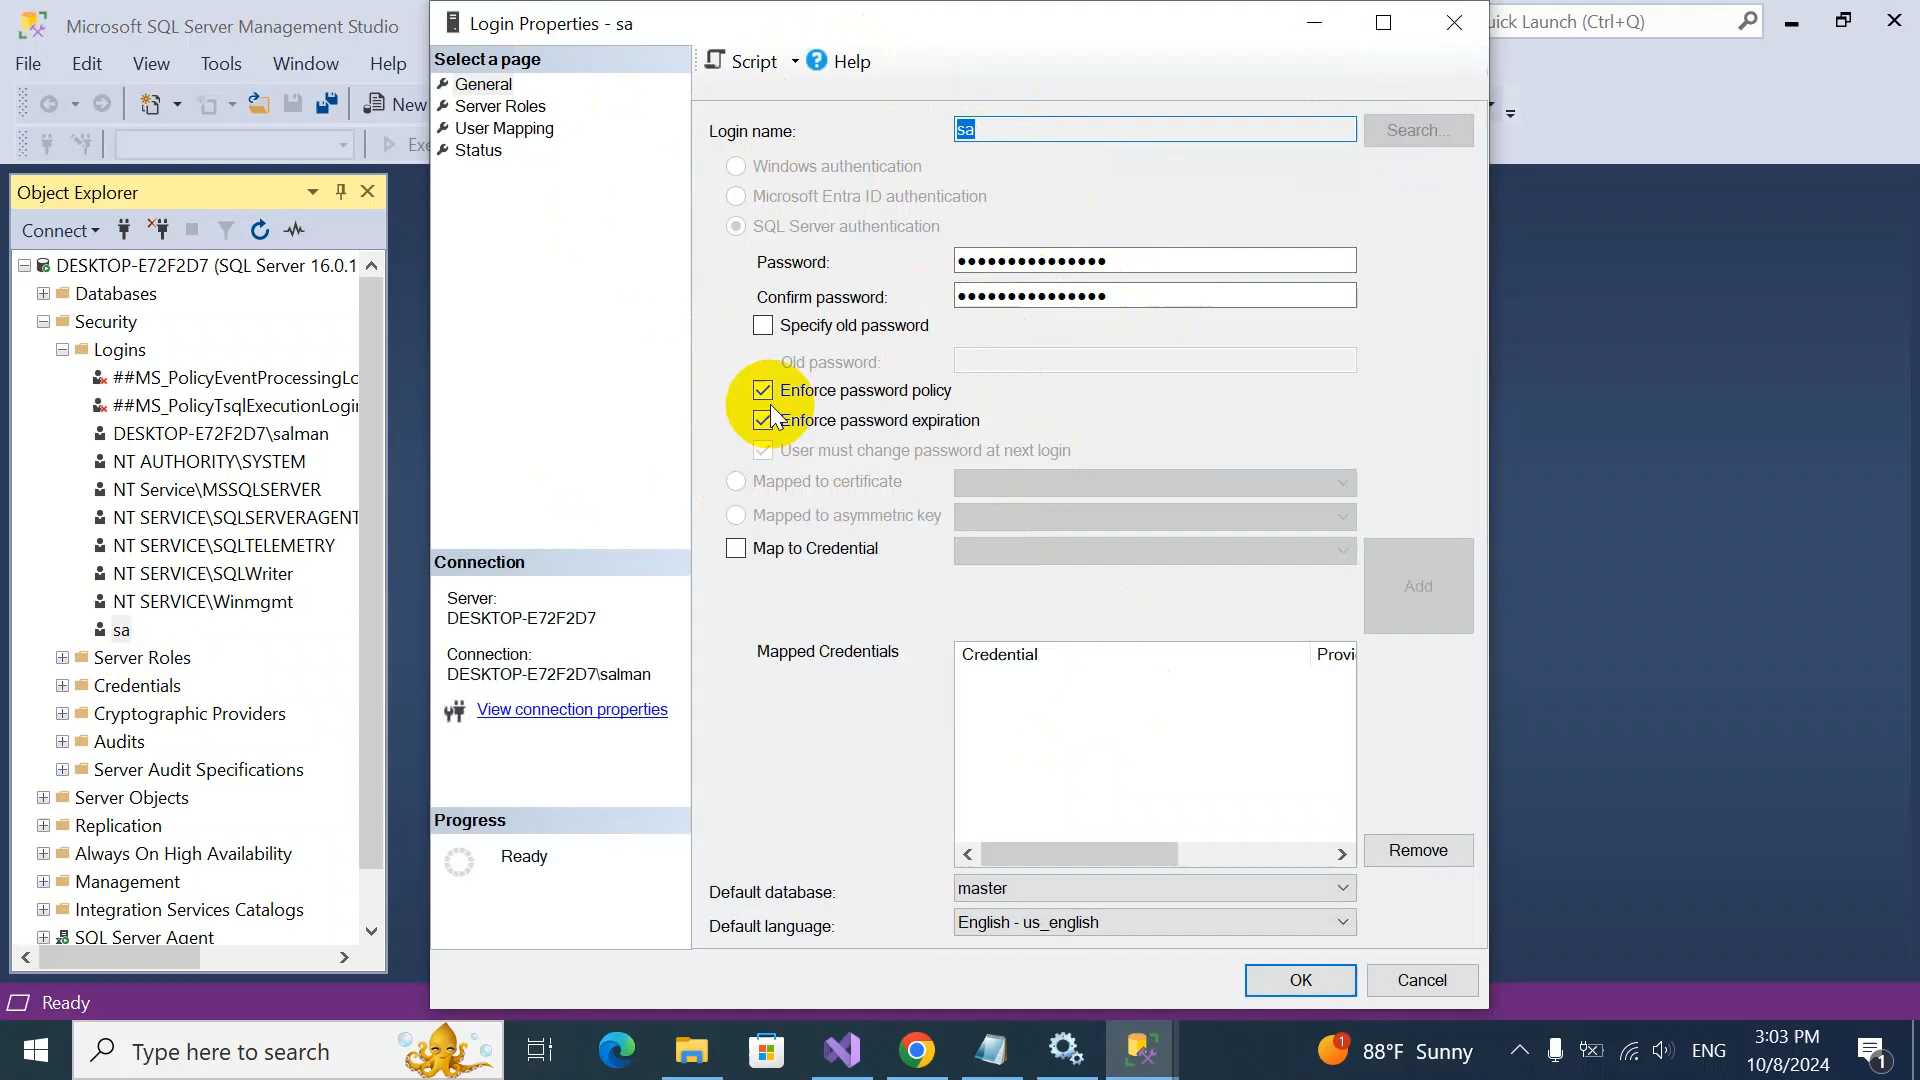 Microsoft SQL Server Management Studio
Login Properties - sa
uick Launch (Ctrl+Q)
File Edit View Tools Window Help
New
Exe
Object Explorer
Connect
DESKTOP-E72F2D7 (SQL Server 16.0.1
Databases
Security
Logins
##MS_PolicyEventProcessingLo
##MS_PolicyTsqlExecutionLogin
DESKTOP-E72F2D7\salman
NT AUTHORITY\SYSTEM
NT Service\MSSQLSERVER
NT SERVICE\SQLSERVERAGENT
NT SERVICE\SQLTELEMETRY
NT SERVICE\SQLWriter
NT SERVICE\Winmgmt
sa
Server Roles
Credentials
Cryptographic Providers
Audits
Server Audit Specifications
Server Objects
Replication
Always On High Availability
Management
Integration Services Catalogs
SQL Server Agent
Ready
Select a page
General
Server Roles
User Mapping
Status
Connection
Server:
DESKTOP-E72F2D7
Connection:
DESKTOP-E72F2D7\salman
View connection properties
Progress
Ready
Script Help
Login name: sa Search...
Windows authentication
Microsoft Entra ID authentication
SQL Server authentication
Password: ●●●●●●●●●●●●●●●
Confirm password: ●●●●●●●●●●●●●●●
Specify old password
Old password:
Enforce password policy
Enforce password expiration
User must change password at next login
Mapped to certificate
Mapped to asymmetric key
Map to Credential
Add
Mapped Credentials
Credential Provi
Remove
Default database: master
Default language: English - us_english
OK Cancel
Type here to search
1
88°F Sunny
ENG
3:03 PM
10/8/2024
1